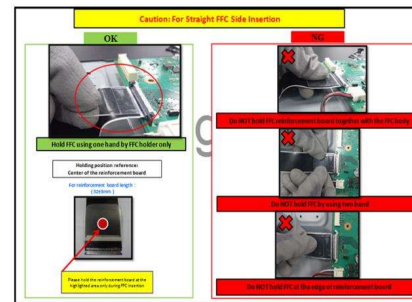 Caution: For Straight FFC Side Insertion
OK
NG
Hold FFC using one hand by FFC holder only
Holding position reference:
Center of the reinforcement board
For reinforcement board length :
Please hold the reinforcement board at the
highlighted area only during FFC insertion
Do NOT hold FFC reinforcement board together with the FFC body
Do NOT hold FFC by using two hand
Do NOT hold FFC at the edge of reinforcement board